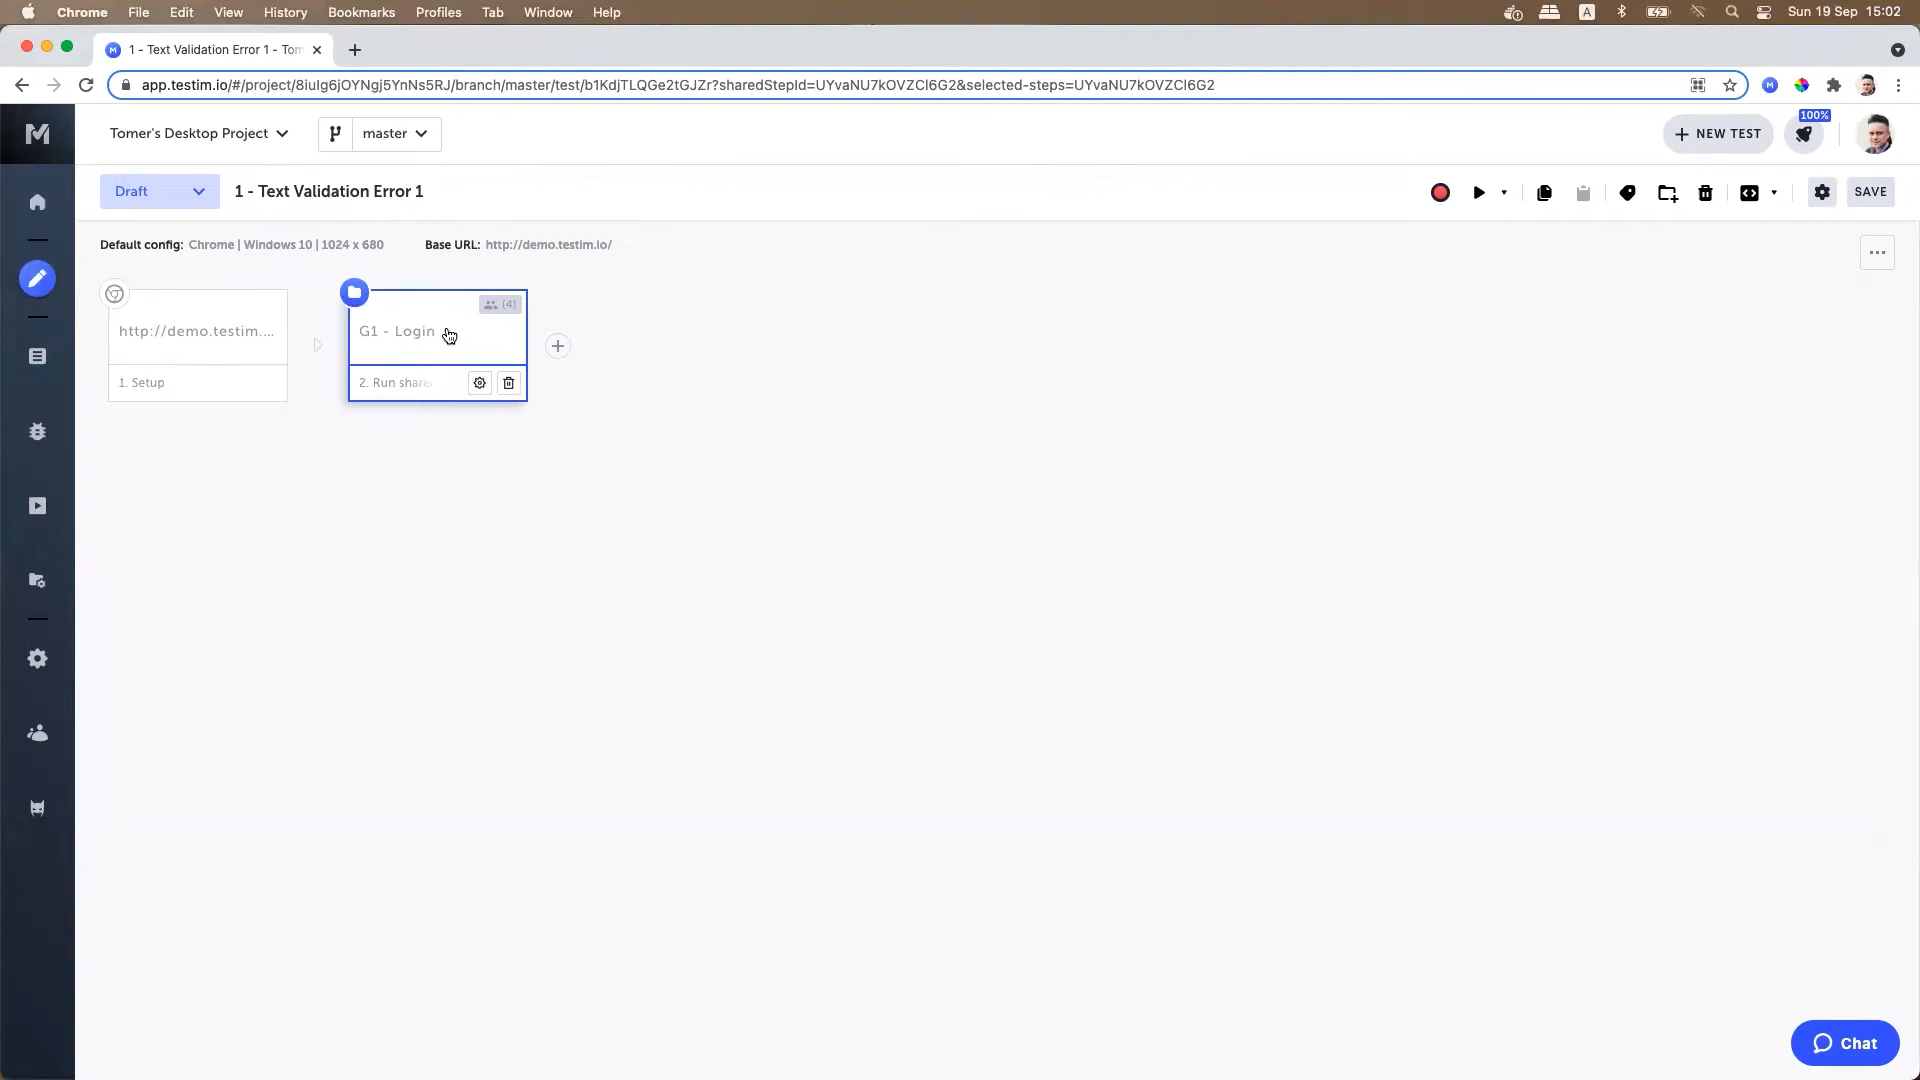 Chrome File Edit View History Bookmarks Profiles Tab Window Help
A
Sun 19 Sep 15:02
1 - Text Validation Error 1 - Tom
app.testim.io/#/project/8iulg6jOYNgj5YnNs5RJ/branch/master/test/b1KdjTLQGe2tGJZr?sharedStepId=UYvaNU7kOVZCl6G2&selected-steps=UYvaNU7kOVZCl6G2
Tomer's Desktop Project
master
NEW TEST
100%
Draft
1 - Text Validation Error 1
SAVE
Default config: Chrome | Windows 10 | 1024 x 680
Base URL: http://demo.testim.io/
http://demo.testim....
1. Setup
(4)
G1 - Login
2. Run share
Chat